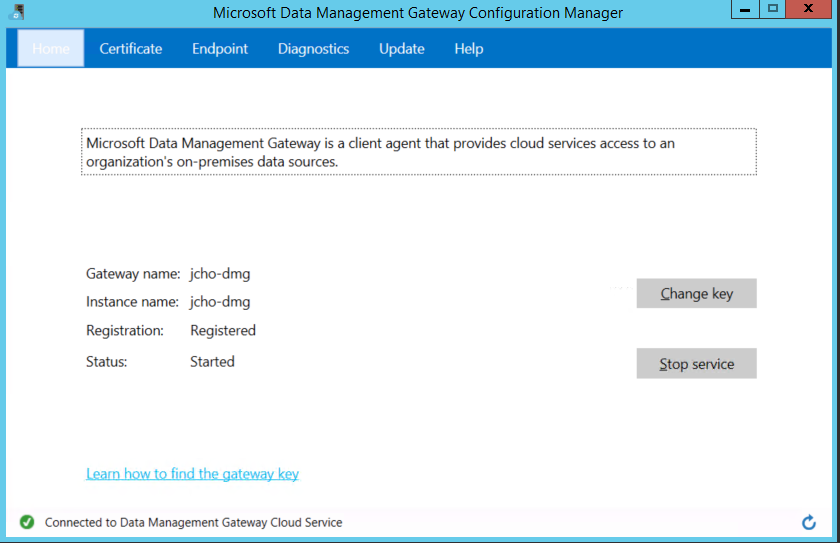 Microsoft Data Management Gateway Configuration Manager
Home Certificate Endpoint Diagnostics Update Help
Microsoft Data Management Gateway is a client agent that provides cloud services access to an
organization's on-premises data sources.
Gateway name: jcho-dmg
Change key
Instance name: jcho-dmg
Registration: Registered
Status: Started
Stop service
Learn how to find the gateway key
Connected to Data Management Gateway Cloud Service